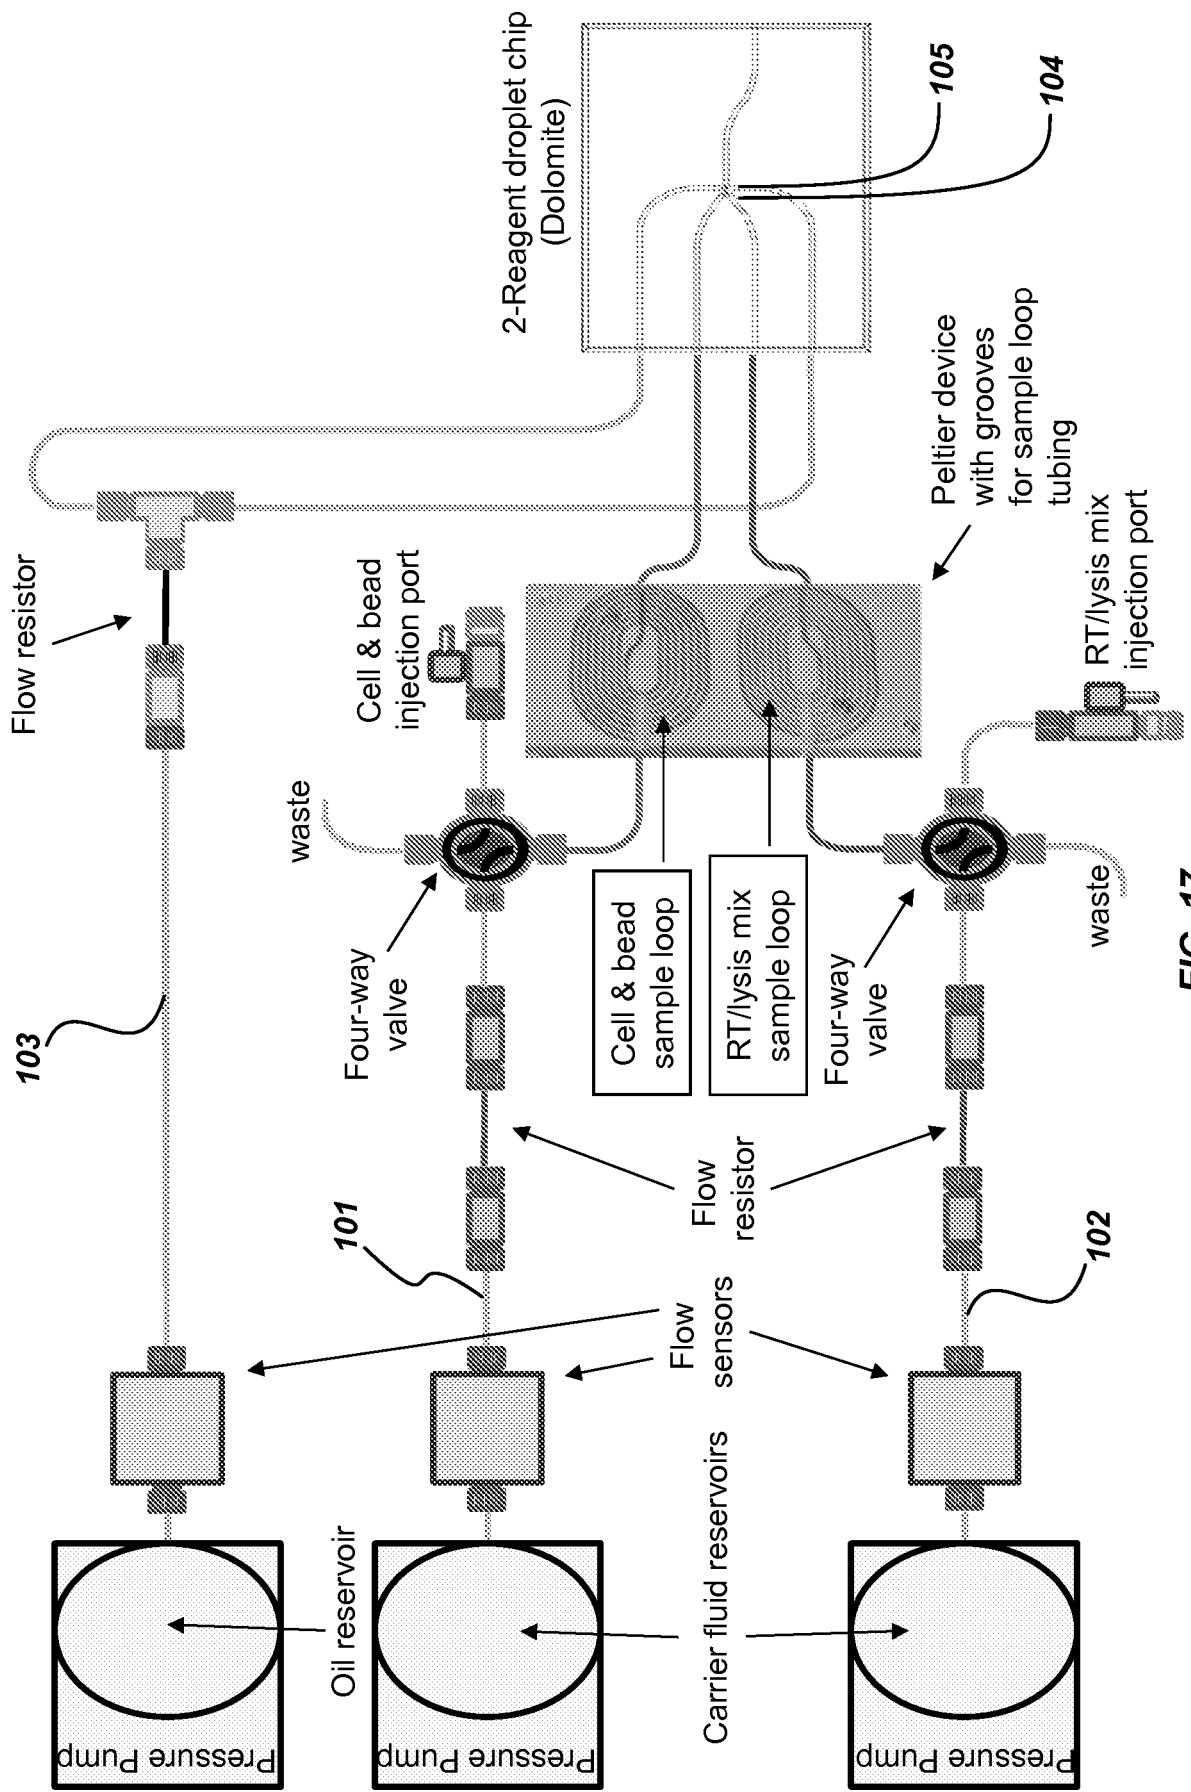 Flow resistor
2-Reagent droplet chip
(Dolomite)
105
104
103
Cell & bead
injection port
waste
Four-way
valve
Peltier device
with grooves
for sample loop
tubing
RT/lysis mix
injection port
Cell & bead
sample loop
RT/lysis mix
sample loop
Four-way
valve
waste
101
Flow
resistor
102
Flow
sensors
Oil reservoir
Carrier fluid reservoirs
Pressure Pump
Pressure Pump
Pressure Pump
FIG. 17